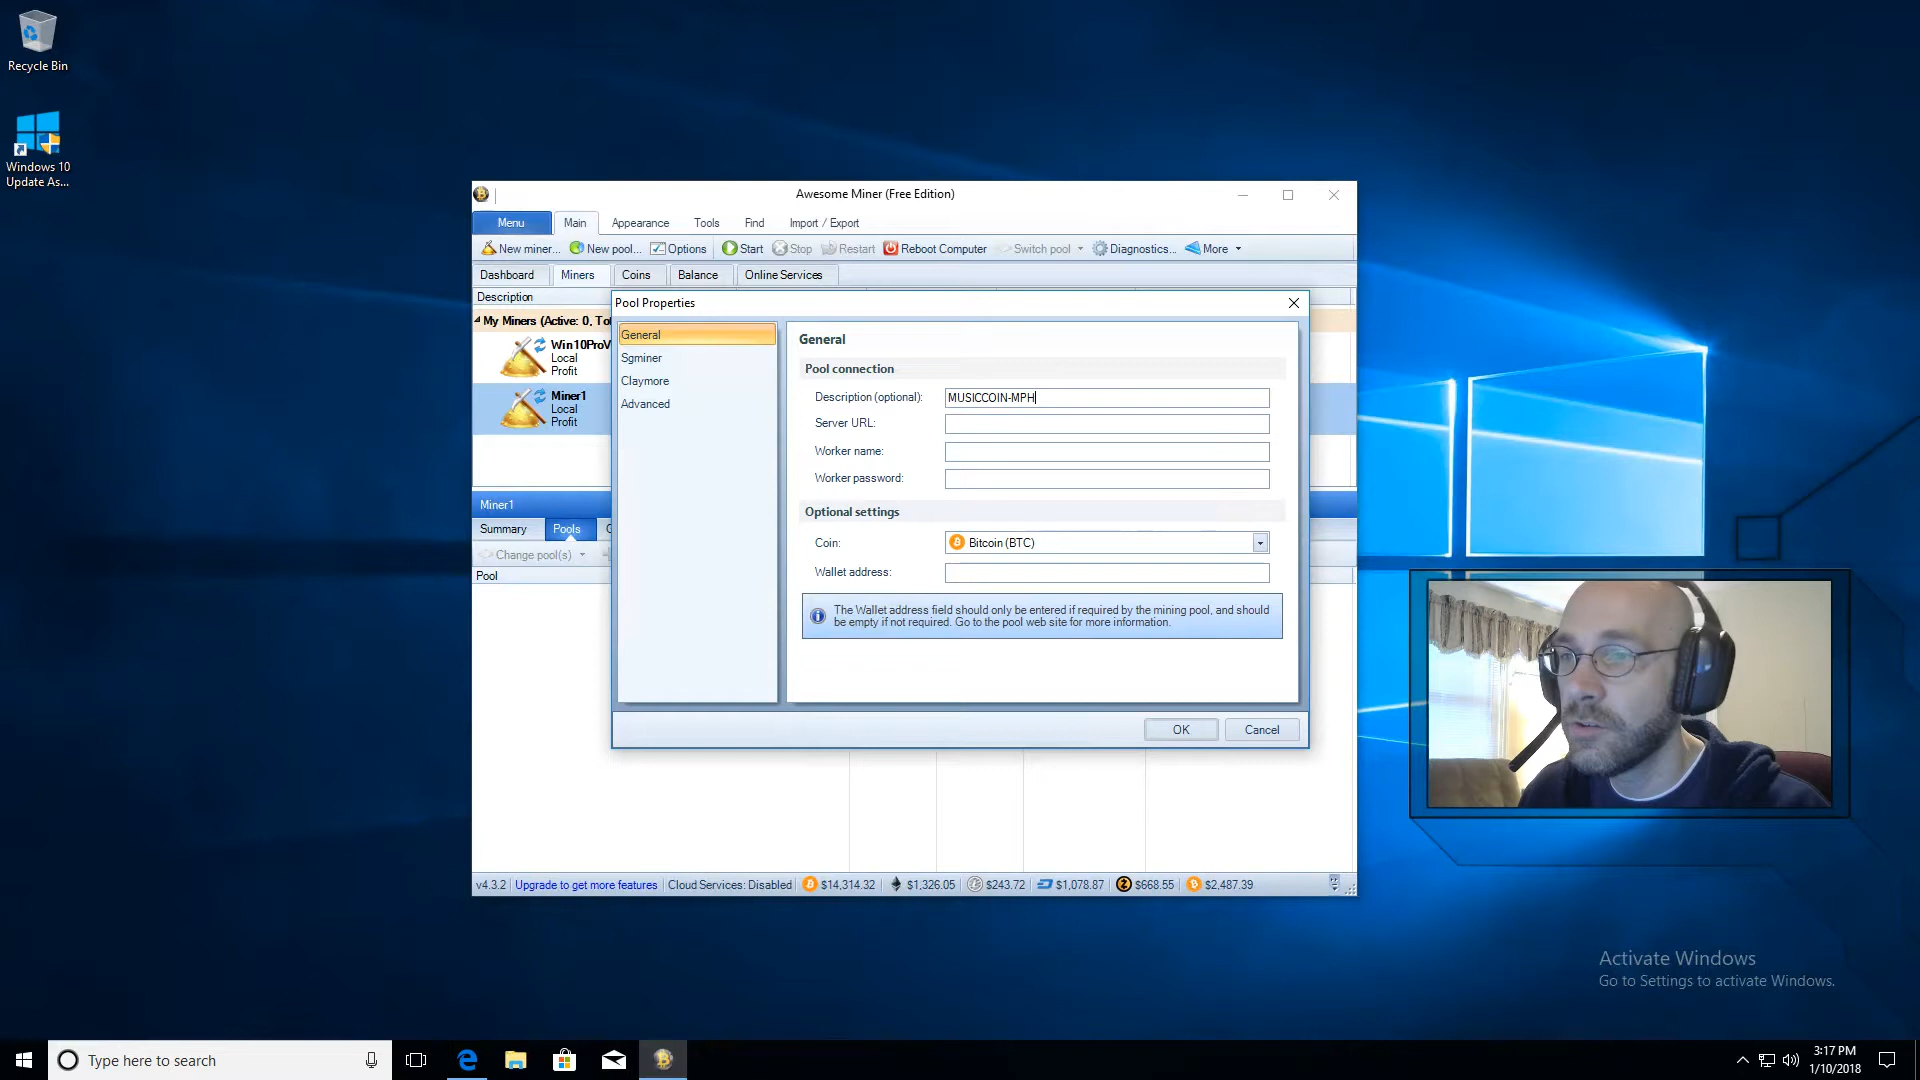 Recycle Bin
Windows 10
Update As...
Awesome Miner (Free Edition)
Menu Main Appearance Tools Find Import / Export
New miner... New pool... Options Start Stop Restart Reboot Computer Switch pool Diagnostics... More
Dashboard Miners Coins Balance Online Services
Description
Pool Properties
My Miners (Active: 0, To
Win10ProV
Local
Profit
Miner1
Local
Profit
General
Sgminer
Claymore
Advanced
General
Pool connection
Description (optional): MUSICCOIN-MPH
Server URL:
Worker name:
Worker password:
Optional settings
Coin: Bitcoin (BTC)
Wallet address:
The Wallet address field should only be entered if required by the mining pool, and should
be empty if not required. Go to the pool web site for more information.
OK Cancel
Miner1
Summary Pools
Change pool(s)
Pool
v4.3.2 Upgrade to get more features Cloud Services: Disabled $14,314.32 $1,326.05 $243.72 $1,078.87 $668.55 $2,487.39
Activate Windows
Go to Settings to activate Windows.
Type here to search
3:17 PM
1/10/2018